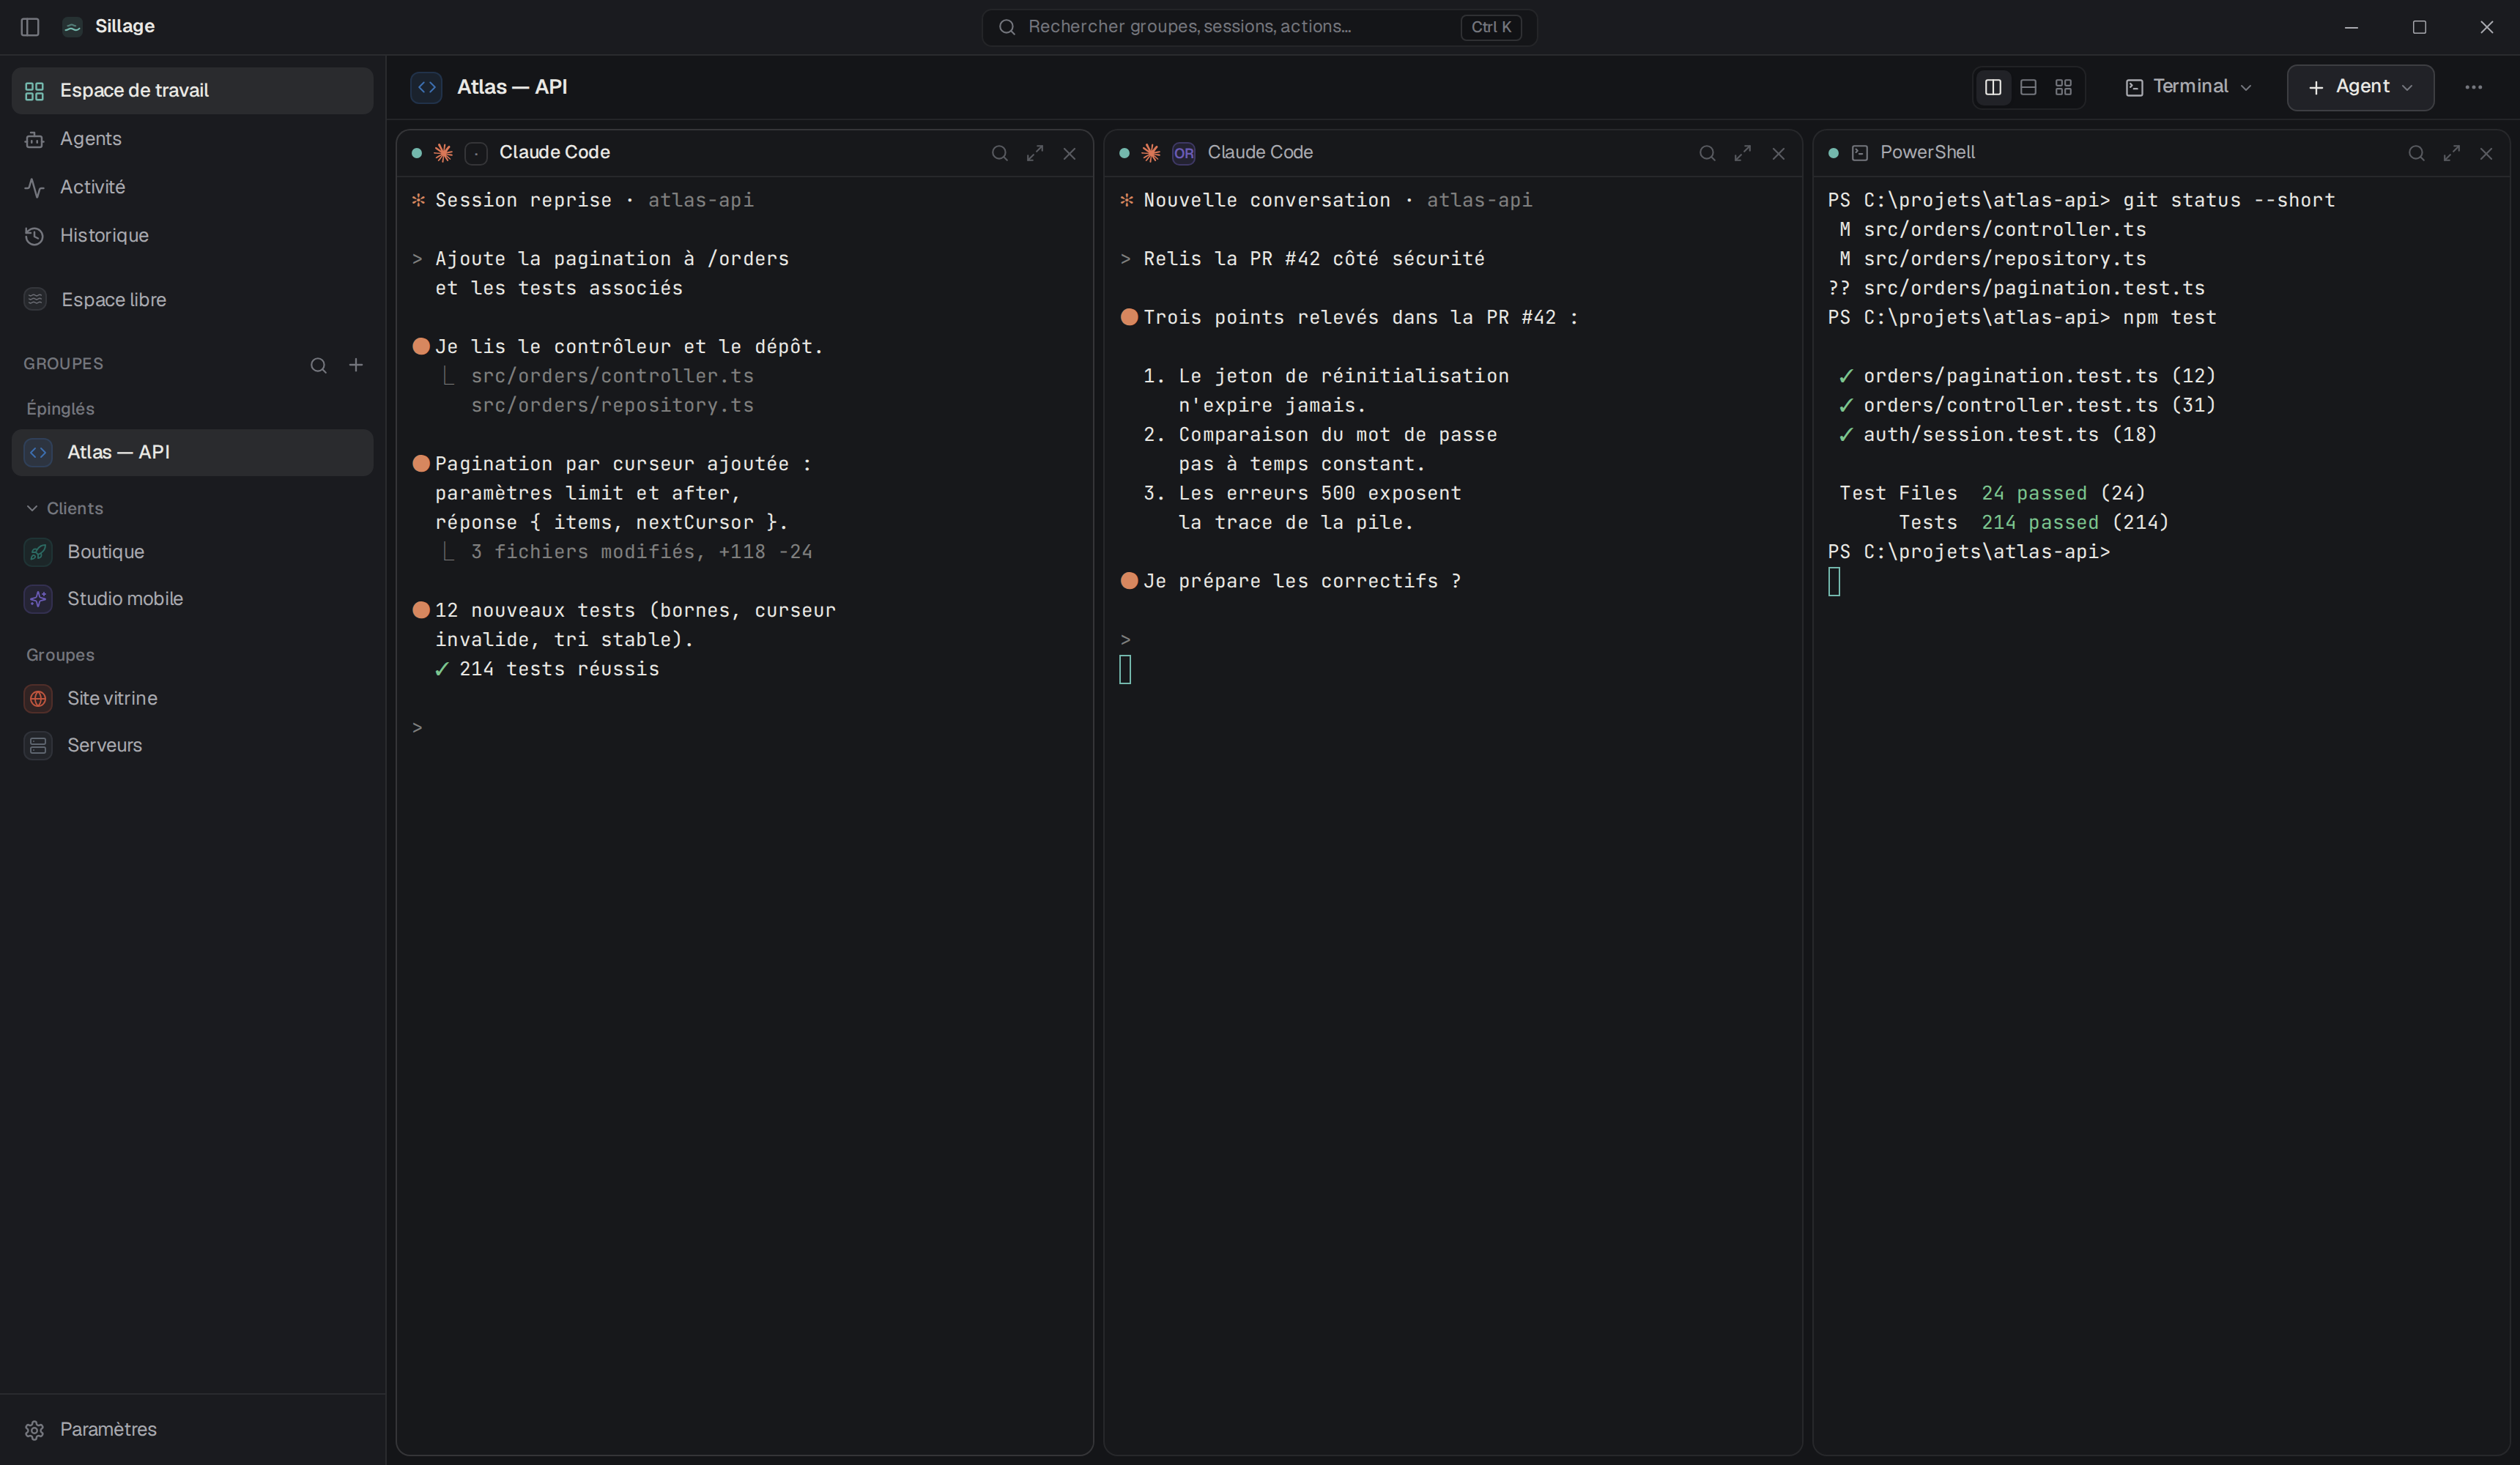 Sillage
Rechercher groupes, sessions, actions...
Ctrl K
Espace de travail
Agents
Activité
Historique
Espace libre
GROUPES
Épinglés
Atlas — API
Clients
Boutique
Studio mobile
Groupes
Site vitrine
Serveurs
Paramètres
Atlas — API
Terminal
Agent
Claude Code
✻ Session reprise · atlas-api
> Ajoute la pagination à /orders
et les tests associés
Je lis le contrôleur et le dépôt.
⎿ src/orders/controller.ts
src/orders/repository.ts
Pagination par curseur ajoutée :
paramètres limit et after,
réponse { items, nextCursor }.
⎿ 3 fichiers modifiés, +118 -24
12 nouveaux tests (bornes, curseur
invalide, tri stable).
✓ 214 tests réussis
>
OR Claude Code
✻ Nouvelle conversation · atlas-api
> Relis la PR #42 côté sécurité
Trois points relevés dans la PR #42 :
1. Le jeton de réinitialisation
n'expire jamais.
2. Comparaison du mot de passe
pas à temps constant.
3. Les erreurs 500 exposent
la trace de la pile.
Je prépare les correctifs ?
>
PowerShell
PS C:\projets\atlas-api> git status --short
M src/orders/controller.ts
M src/orders/repository.ts
?? src/orders/pagination.test.ts
PS C:\projets\atlas-api> npm test
✓ orders/pagination.test.ts (12)
✓ orders/controller.test.ts (31)
✓ auth/session.test.ts (18)
Test Files 24 passed (24)
Tests 214 passed (214)
PS C:\projets\atlas-api>